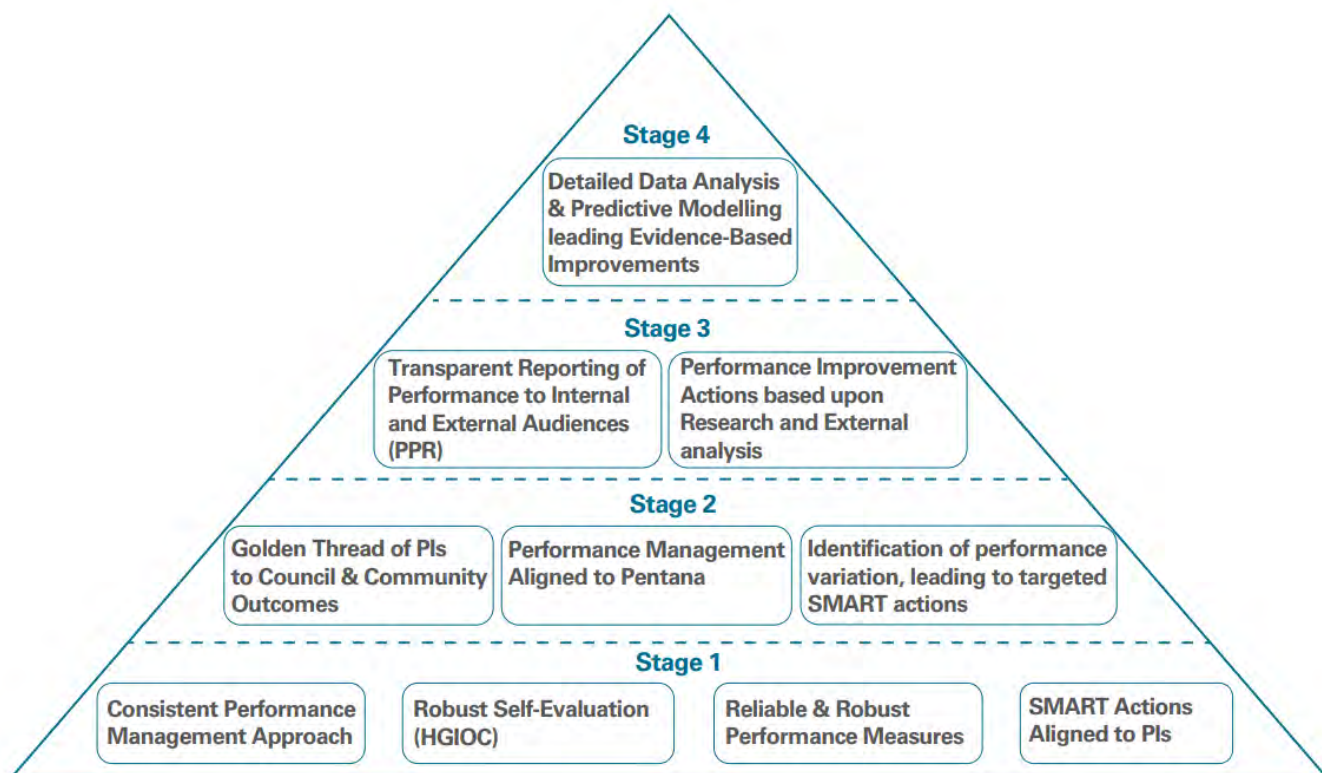 Stage 4
Detailed Data Analysis
& Predictive Modelling
leading Evidence-Based
Improvements
Stage 3
Transparent Reporting of
Performance to Internal
and External Audiences
(PPR)
Performance Improvement
Actions based upon
Research and External
analysis
Stage 2
Golden Thread of PIs
to Council & Community
Outcomes
Performance Management
Aligned to Pentana
Identification of performance
variation, leading to targeted
SMART actions
Stage 1
Consistent Performance
Management Approach
Robust Self-Evaluation
(HGIOC)
Reliable & Robust
Performance Measures
SMART Actions
Aligned to PIs